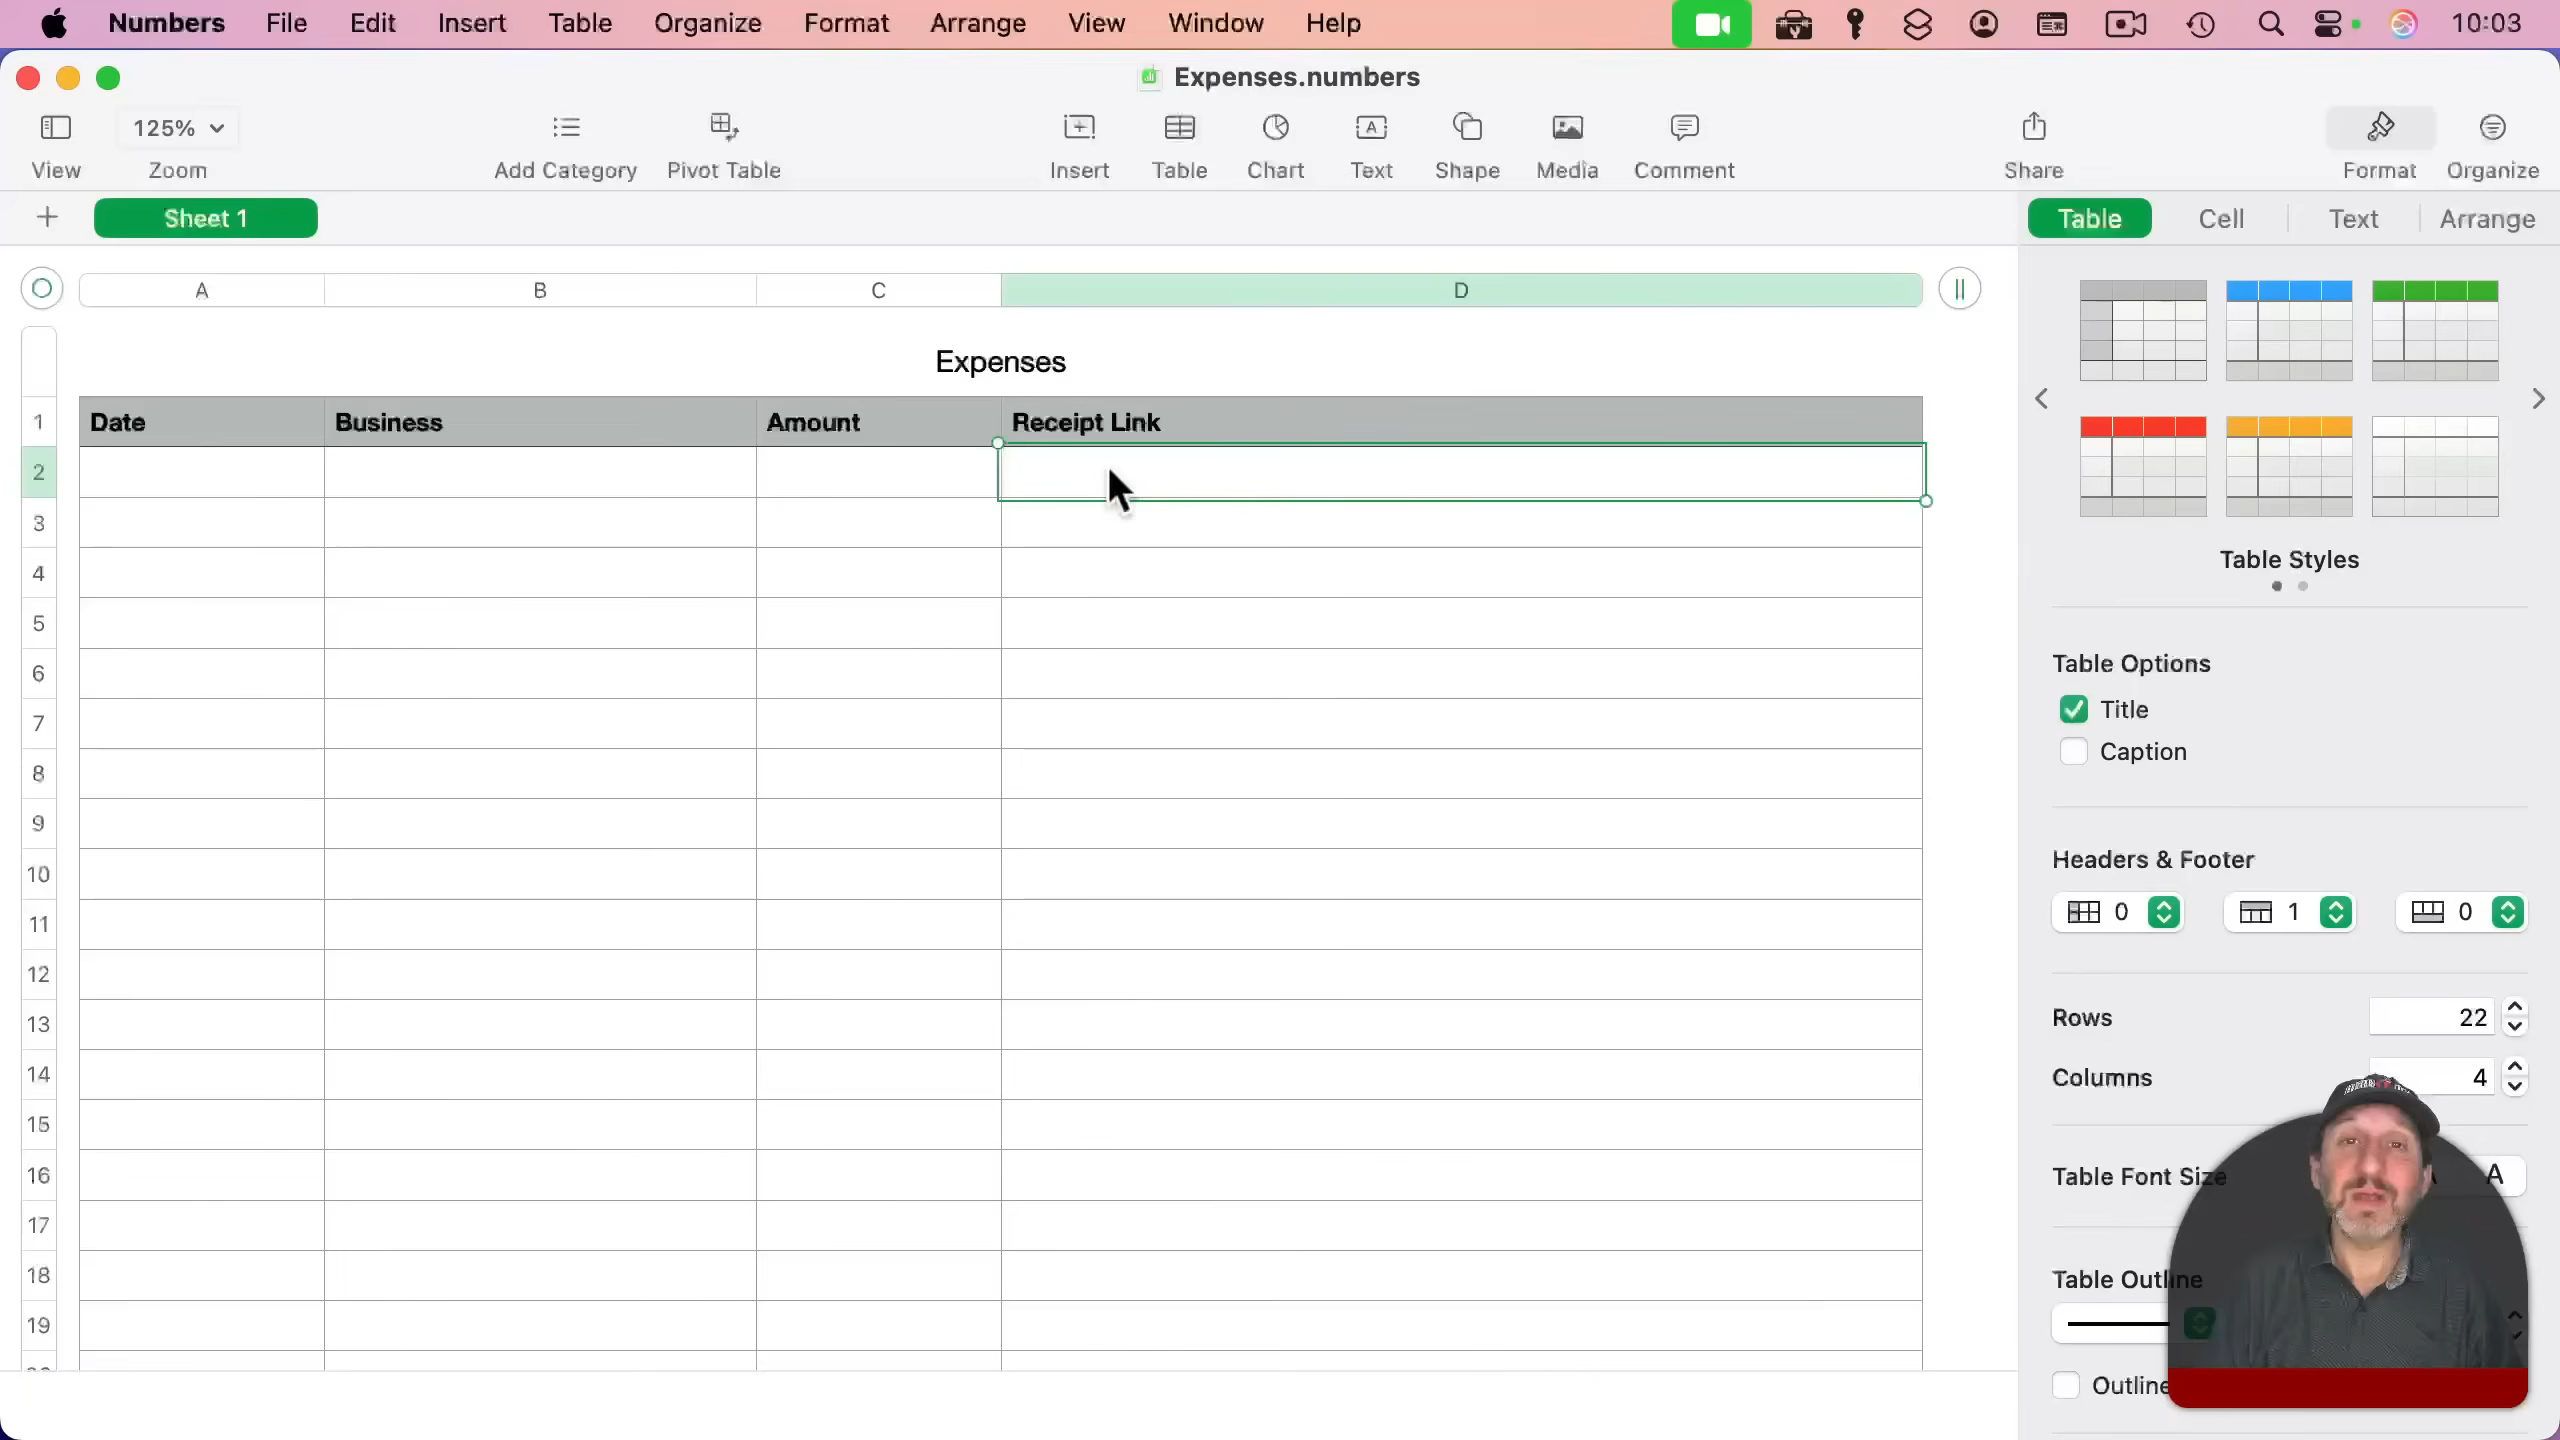 Numbers File Edit Insert Table Organize Format Arrange View Window Help 10:03
Expenses.numbers
125%
View Zoom Add Category Pivot Table Insert Table Chart Text Shape Media Comment Share Format Organize
Sheet 1
Table Cell Text Arrange
A B C D
Expenses
1 Date Business Amount Receipt Link
2
3
4
5
6
7
8
9
10
11
12
13
14
15
16
17
18
19
Table Styles
Table Options
Title
Caption
Headers & Footer
0 1 0
Rows 22
Columns 4
Table Font Size A
Table Outline
Outline